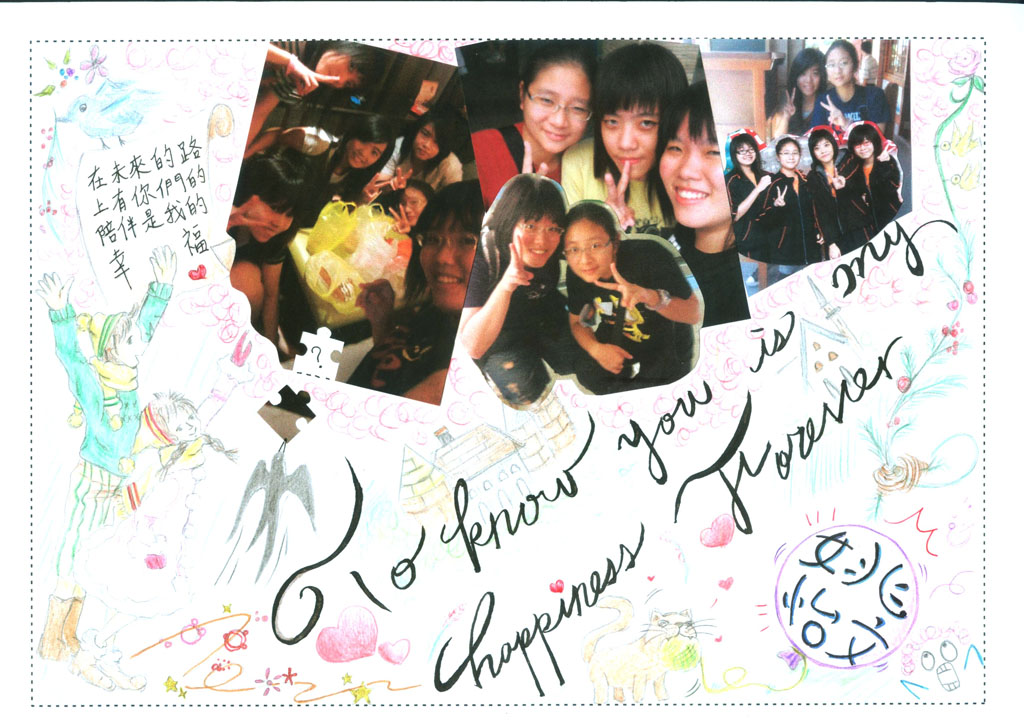 在未來的路
上有你們的
陪伴是我的
幸 福
?
To know you is my
happiness Forever